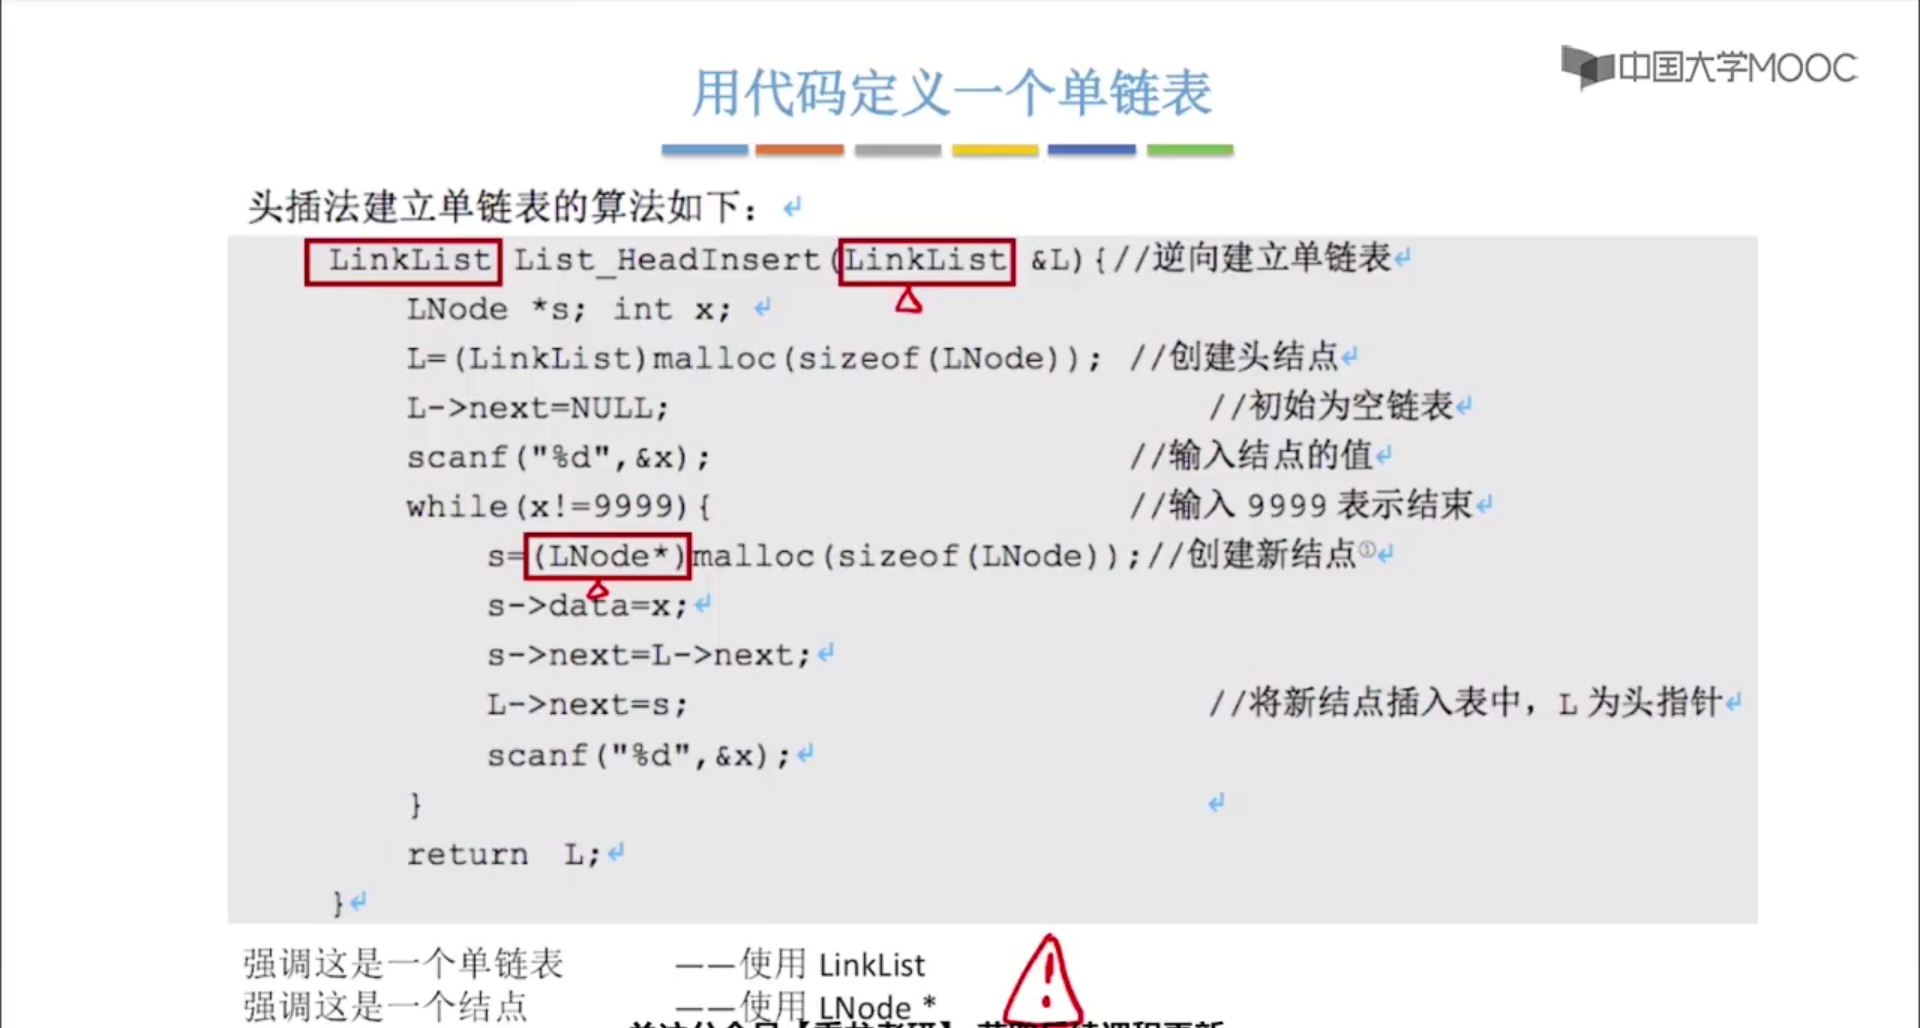 中国大学MOOC
用代码定义一个单链表
头插法建立单链表的算法如下：
LinkList List_HeadInsert(LinkList &L){//逆向建立单链表
LNode *s; int x;
L=(LinkList)malloc(sizeof(LNode)); //创建头结点
L->next=NULL; //初始为空链表
scanf("%d",&x); //输入结点的值
while(x!=9999){ //输入 9999 表示结束
s=(LNode*)malloc(sizeof(LNode));//创建新结点①
s->data=x;
s->next=L->next;
L->next=s; //将新结点插入表中，L 为头指针
scanf("%d",&x);
}
return L;
}
强调这是一个单链表 ——使用 LinkList
强调这是一个结点 ——使用 LNode *